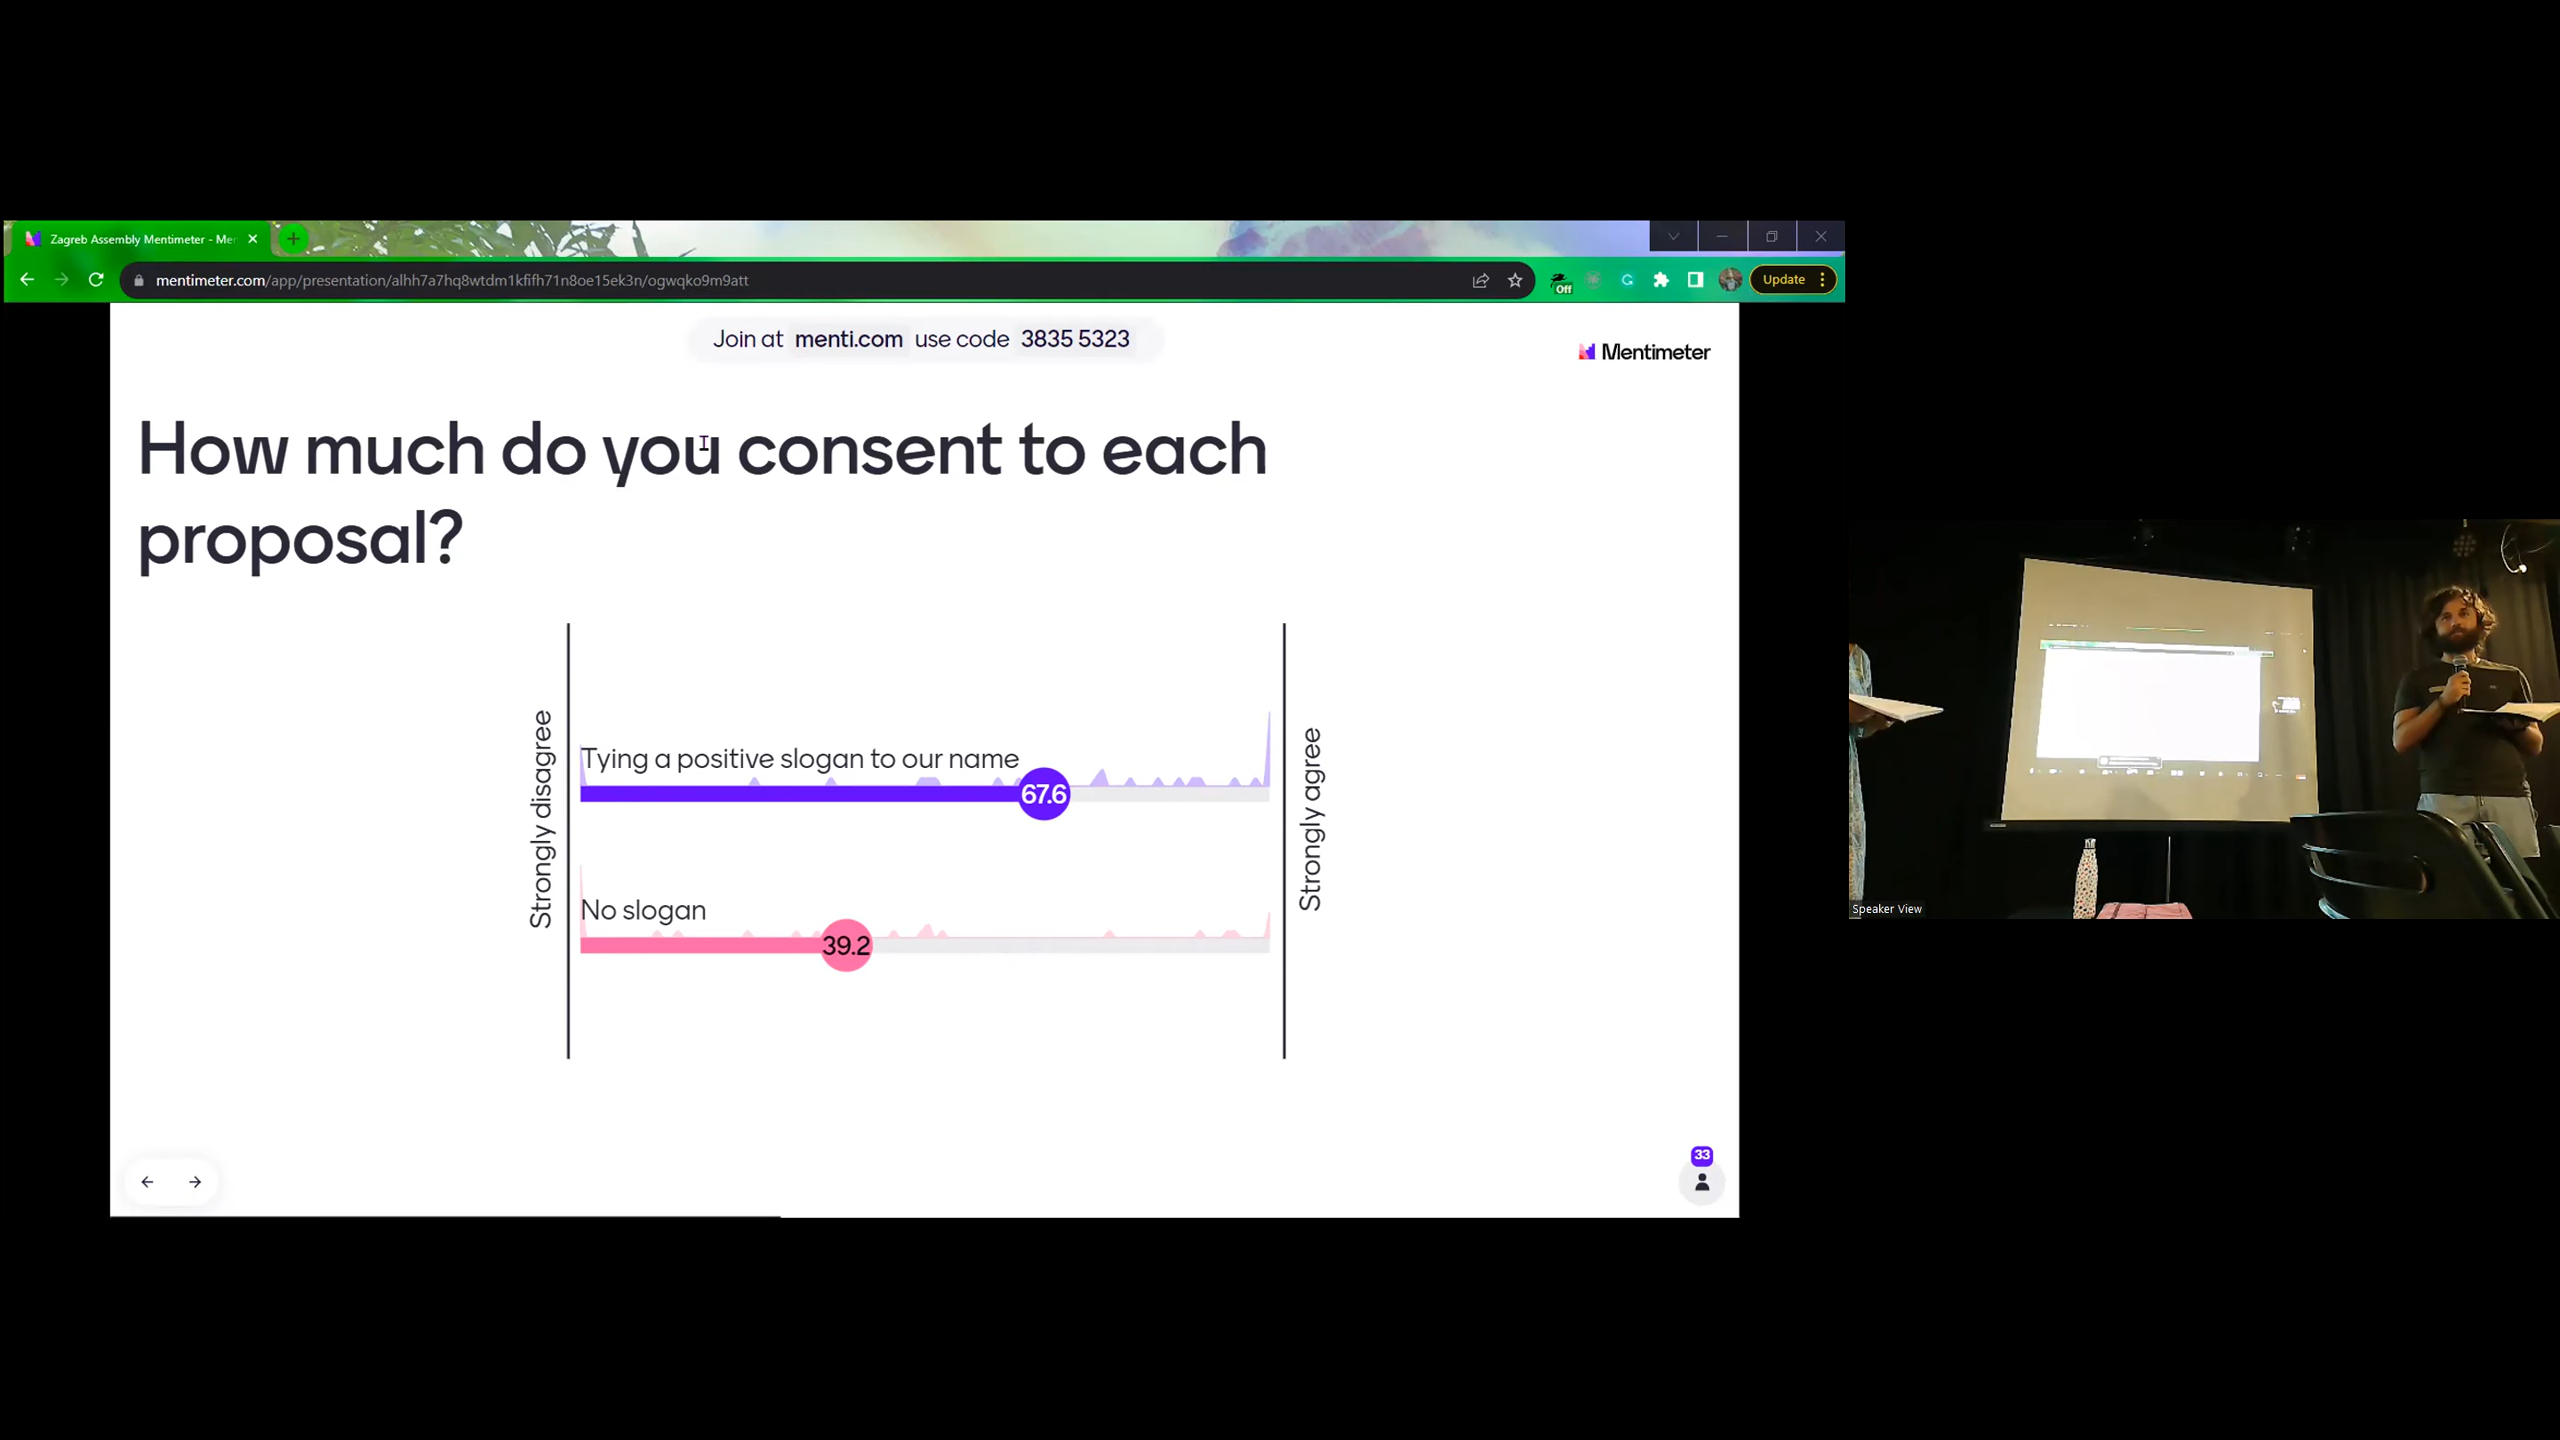 Zagreb Assembly Mentimeter - Me
mentimeter.com/app/presentation/alhh7a7hq8wtdm1kfifh71n8oe15ek3n/ogwqko9m9att
Off
Update
Join at menti.com use code 3835 5323
Mentimeter
How much do you consent to each
proposal?
Strongly disagree
Tying a positive slogan to our name
67.6
No slogan
39.2
Strongly agree
33
Speaker View